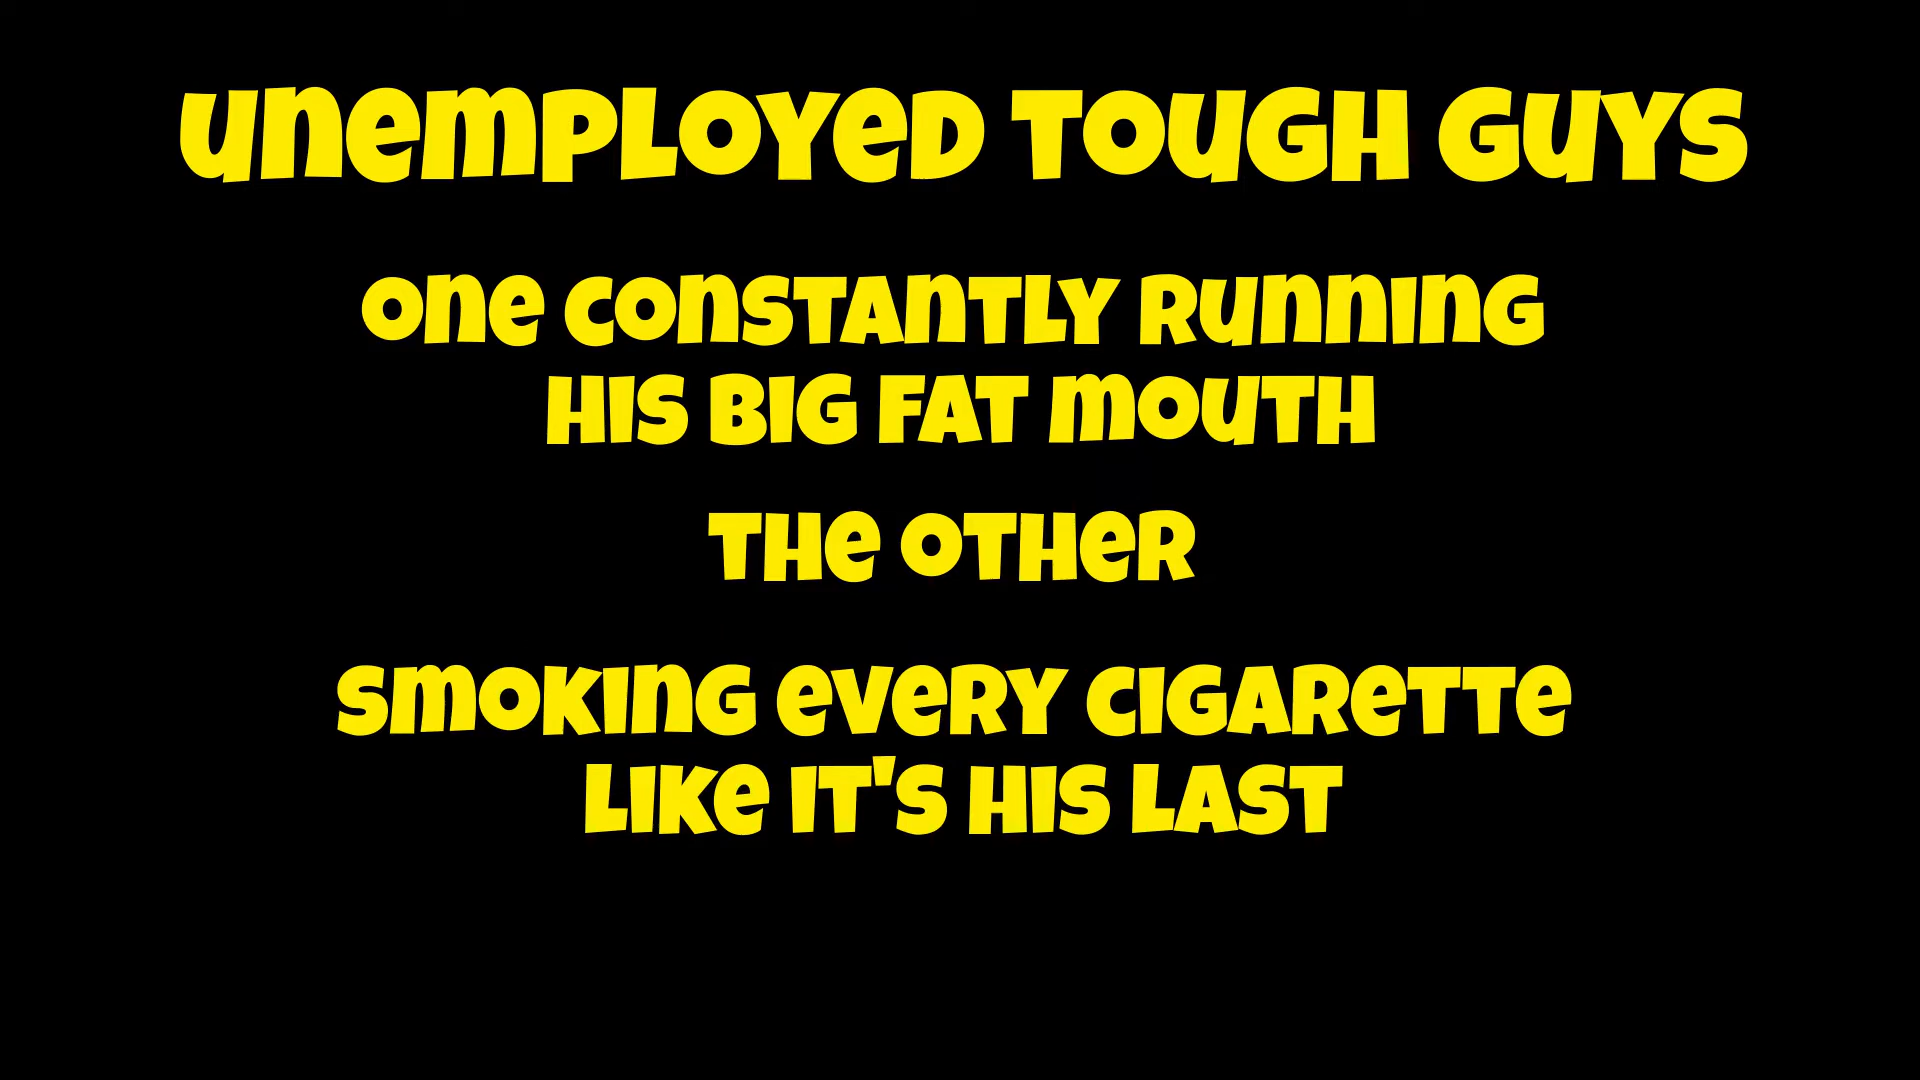 unemployed tough guys
one constantly running
his big fat mouth
the other
smoking every cigarette
like it's his last